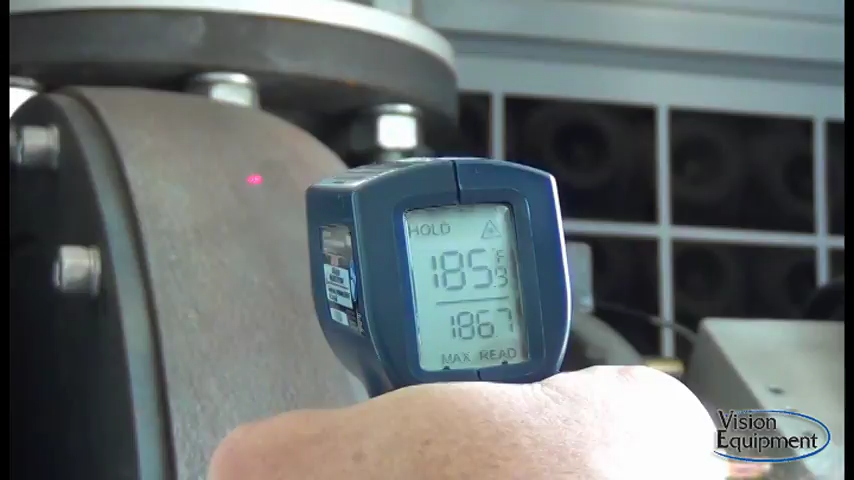 HOLD
185.3 °F
186.7
MAX READ
Vision
Equipment